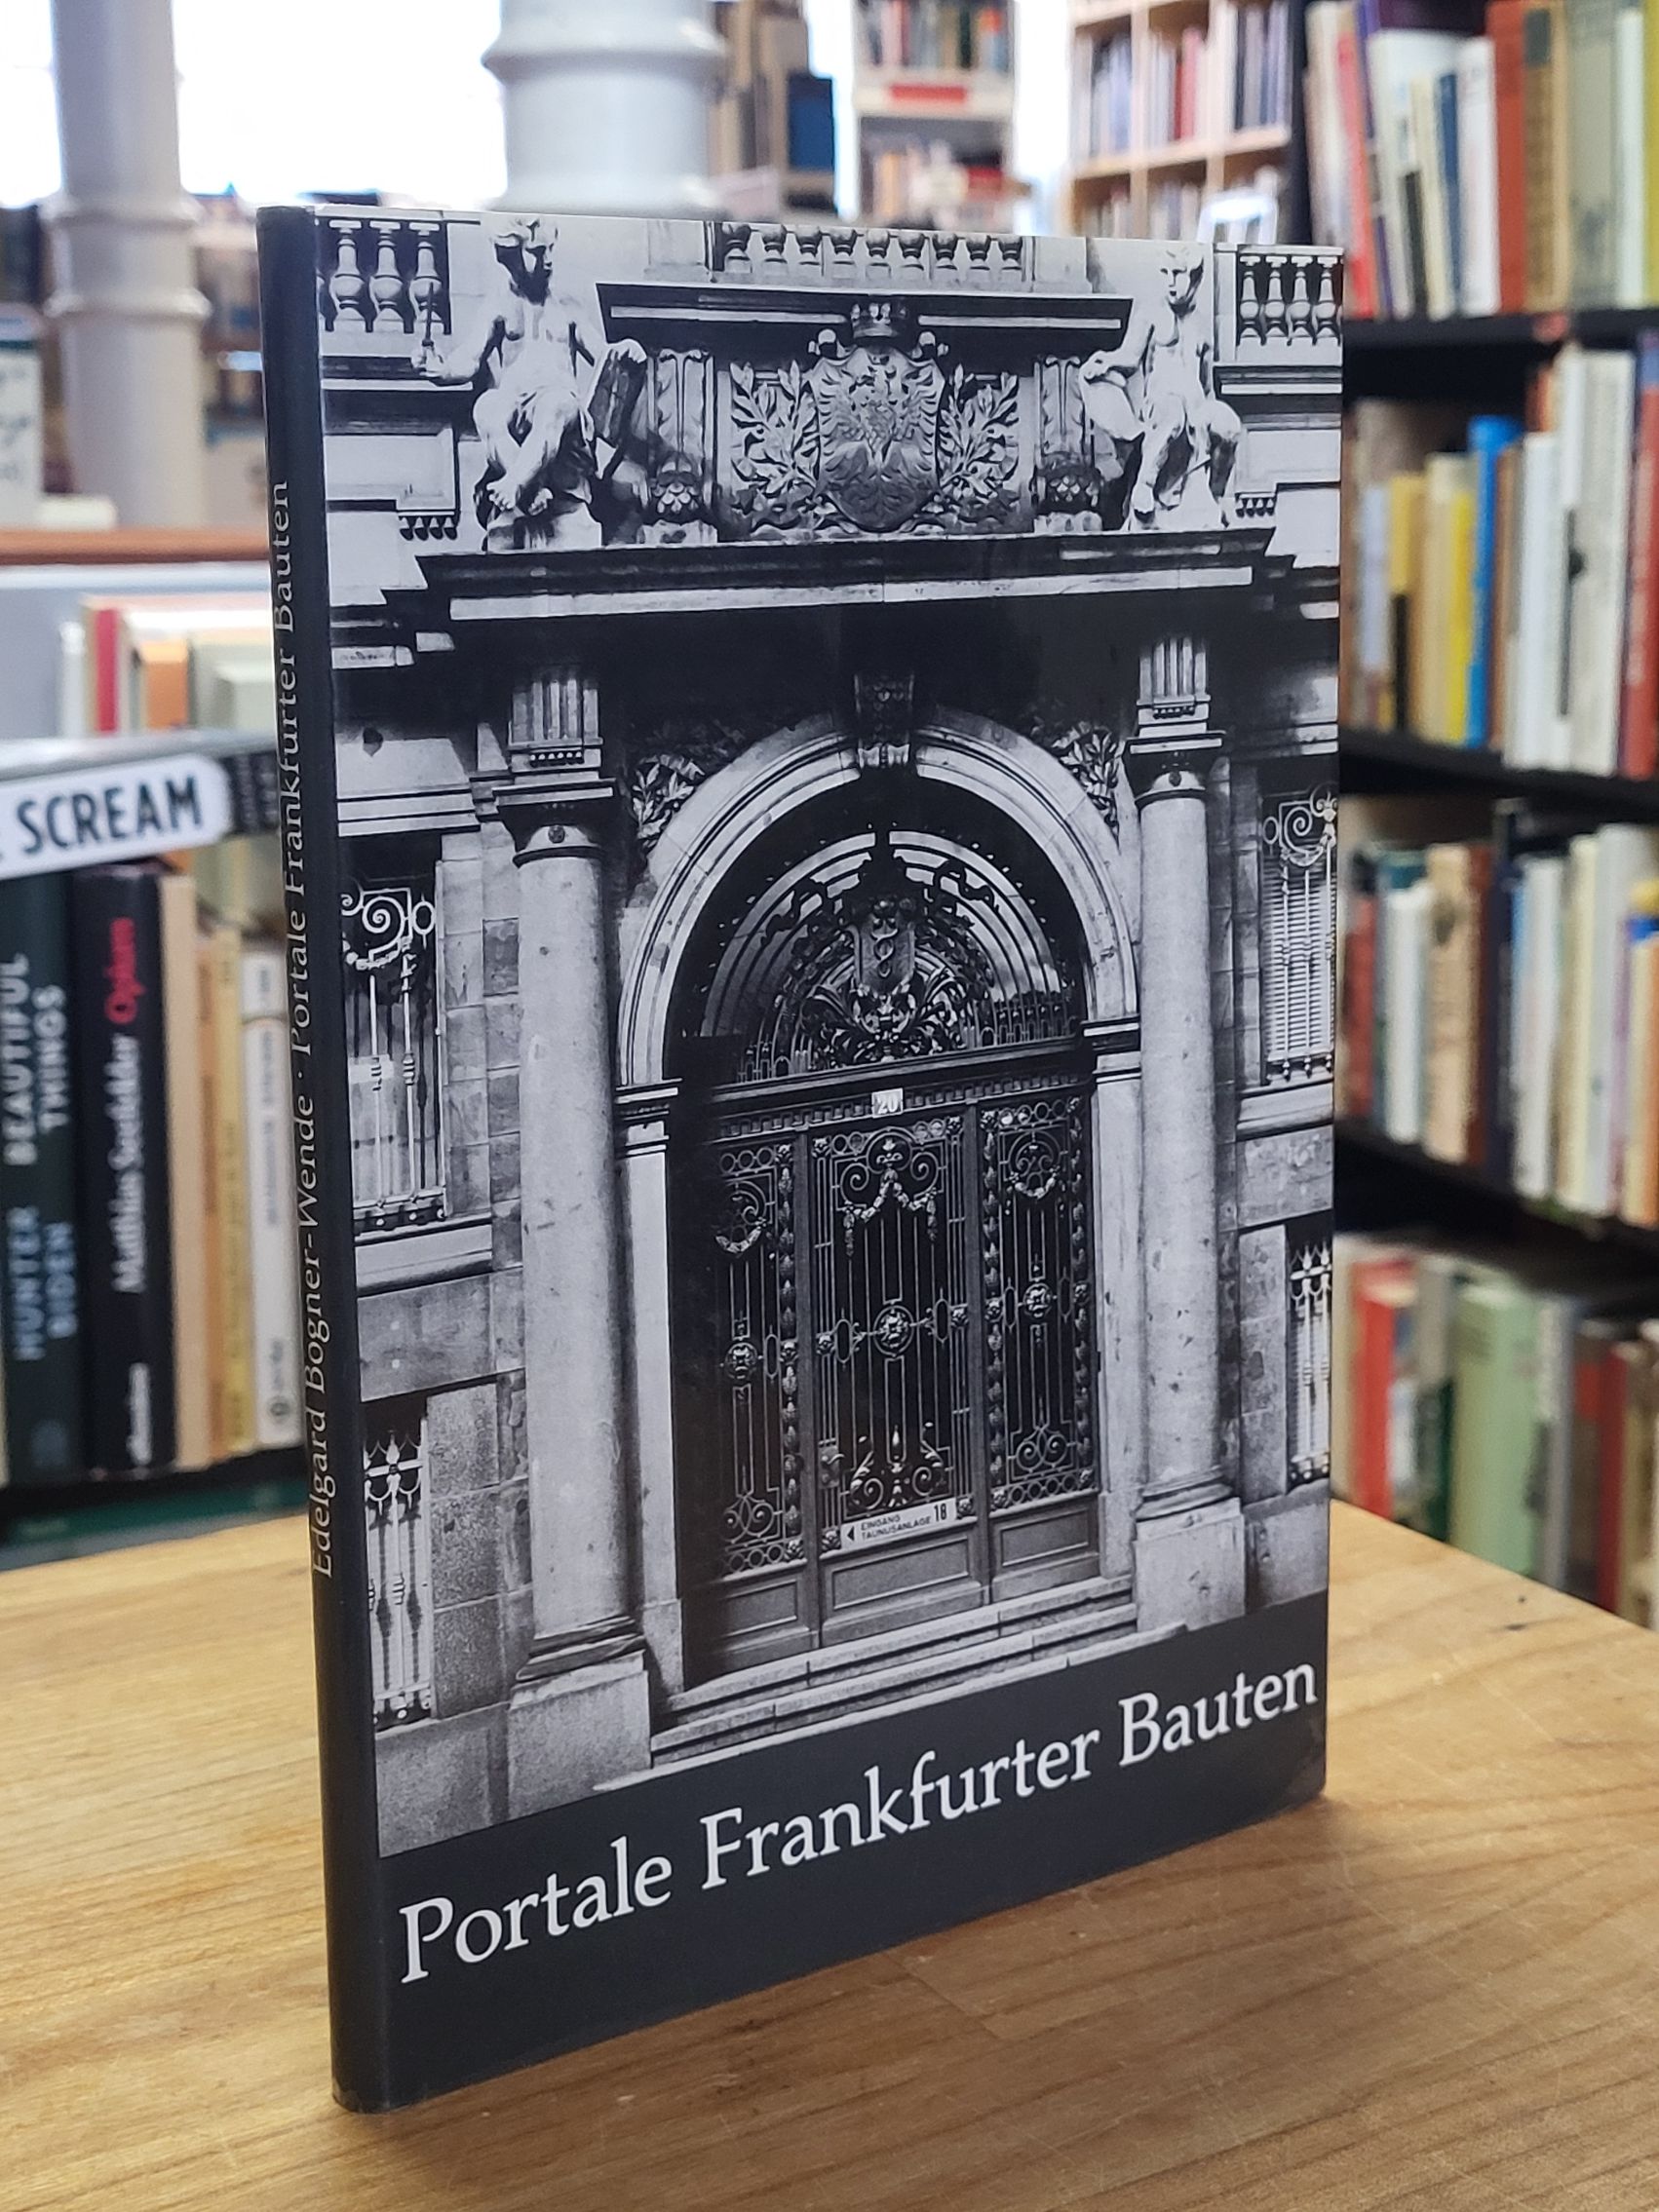 Edelgard Bogner-Wende · Portale Frankfurter Bauten
20
EINGANG
TAUNUSANLAGE 18
Portale Frankfurter Bauten
SCREAM
BEAUTIFUL
THINGS
HUNTER
BIDEN
Matthias Seefelder Opium